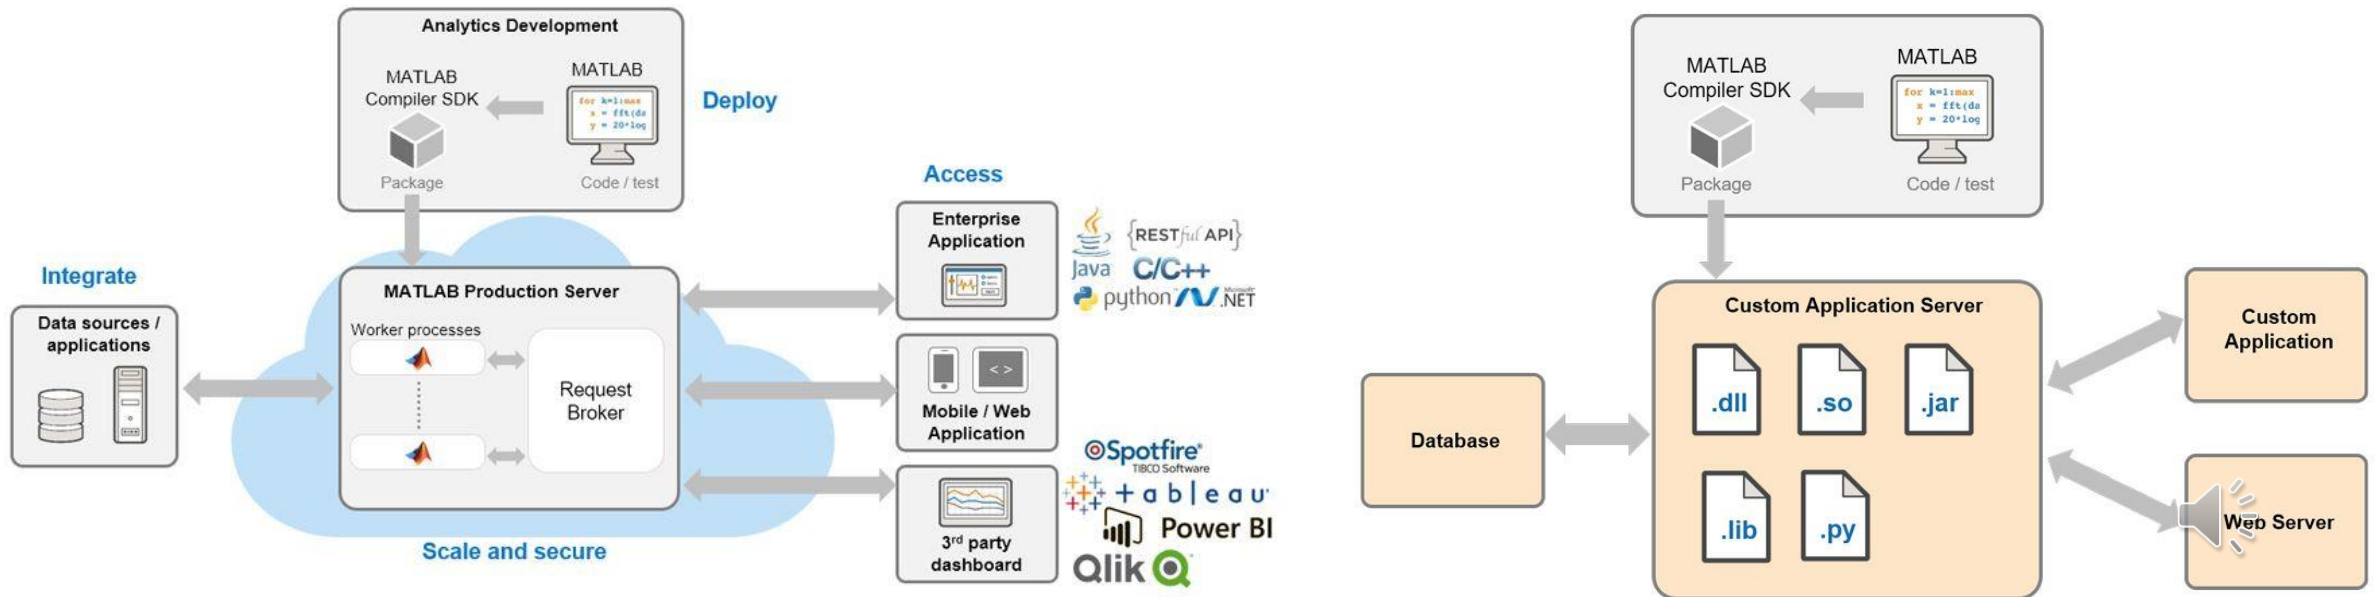 Analytics Development
MATLAB
Compiler SDK
MATLAB
for k=1:max
x = fft(da
y = 20*log
Package
Code / test
Deploy
Integrate
Data sources /
applications
MATLAB Production Server
Worker processes
Request
Broker
Scale and secure
Access
Enterprise
Application
Java
{RESTful API}
C/C++
python
Microsoft
.NET
< >
Mobile / Web
Application
3rd party
dashboard
Spotfire®
TIBCO Software
+ableau
Power BI
Qlik Q
MATLAB
Compiler SDK
MATLAB
for k=1:max
x = fft(da
y = 20*log
Package
Code / test
Custom Application Server
.dll
.so
.jar
.lib
.py
Database
Custom
Application
Web Server